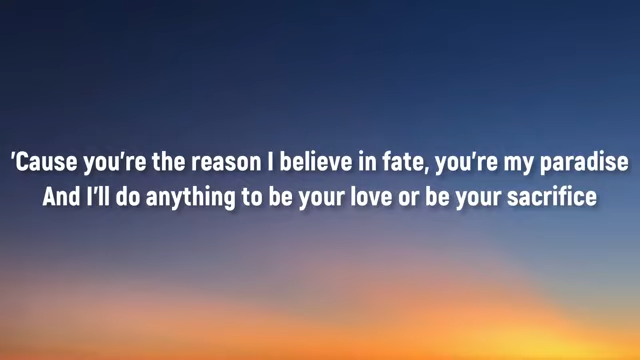 'Cause you're the reason I believe in fate, you're my paradise
And I'll do anything to be your love or be your sacrifice